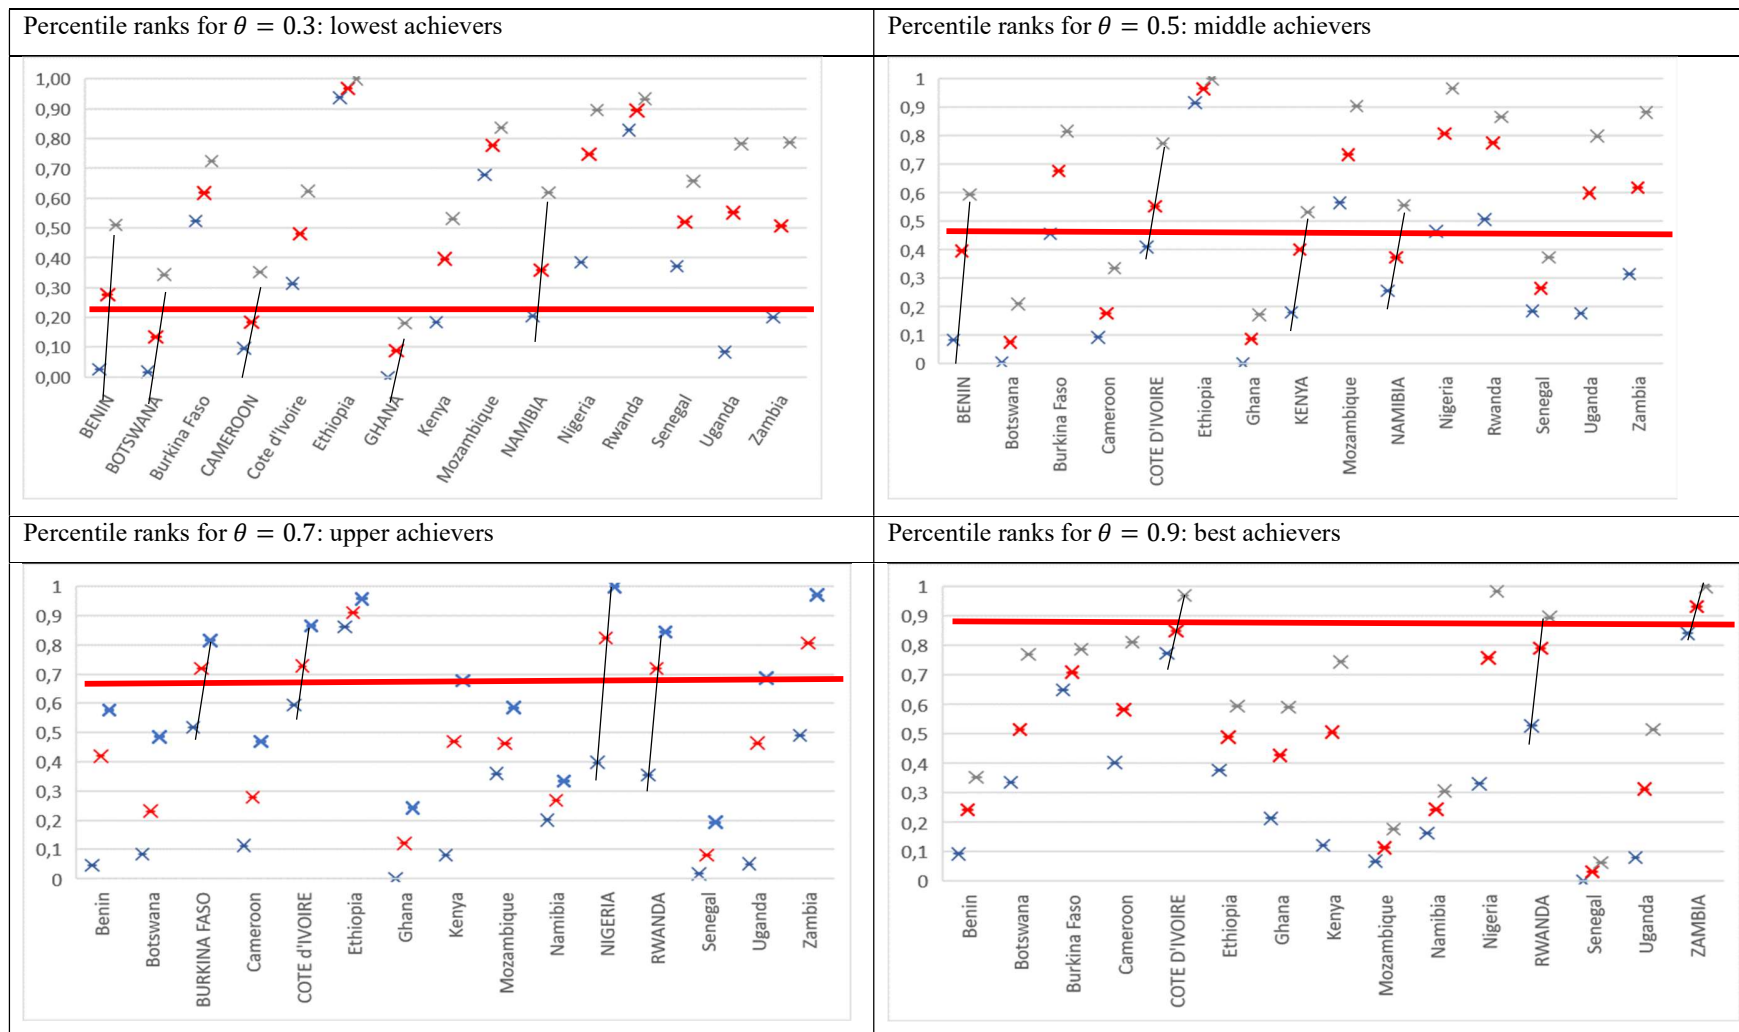 Percentile ranks for θ = 0.3: lowest achievers
1,00
0,90
0,80
0,70
0,60
0,50
0,40
0,30
0,20
0,10
0,00
BENIN
BOTSWANA
Burkina Faso
CAMEROON
Cote d'Ivoire
Ethiopia
GHANA
Kenya
Mozambique
NAMIBIA
Nigeria
Rwanda
Senegal
Uganda
Zambia
Percentile ranks for θ = 0.5: middle achievers
1
0,9
0,8
0,7
0,6
0,5
0,4
0,3
0,2
0,1
0
BENIN
Botswana
Burkina Faso
Cameroon
COTE D'IVOIRE
Ethiopia
Ghana
KENYA
Mozambique
NAMIBIA
Nigeria
Rwanda
Senegal
Uganda
Zambia
Percentile ranks for θ = 0.7: upper achievers
1
0,9
0,8
0,7
0,6
0,5
0,4
0,3
0,2
0,1
0
Benin
Botswana
BURKINA FASO
Cameroon
COTE d'IVOIRE
Ethiopia
Ghana
Kenya
Mozambique
Namibia
NIGERIA
RWANDA
Senegal
Uganda
Zambia
Percentile ranks for θ = 0.9: best achievers
1
0,9
0,8
0,7
0,6
0,5
0,4
0,3
0,2
0,1
0
Benin
Botswana
Burkina Faso
Cameroon
COTE D'IVOIRE
Ethiopia
Ghana
Kenya
Mozambique
Namibia
Nigeria
RWANDA
Senegal
Uganda
ZAMBIA